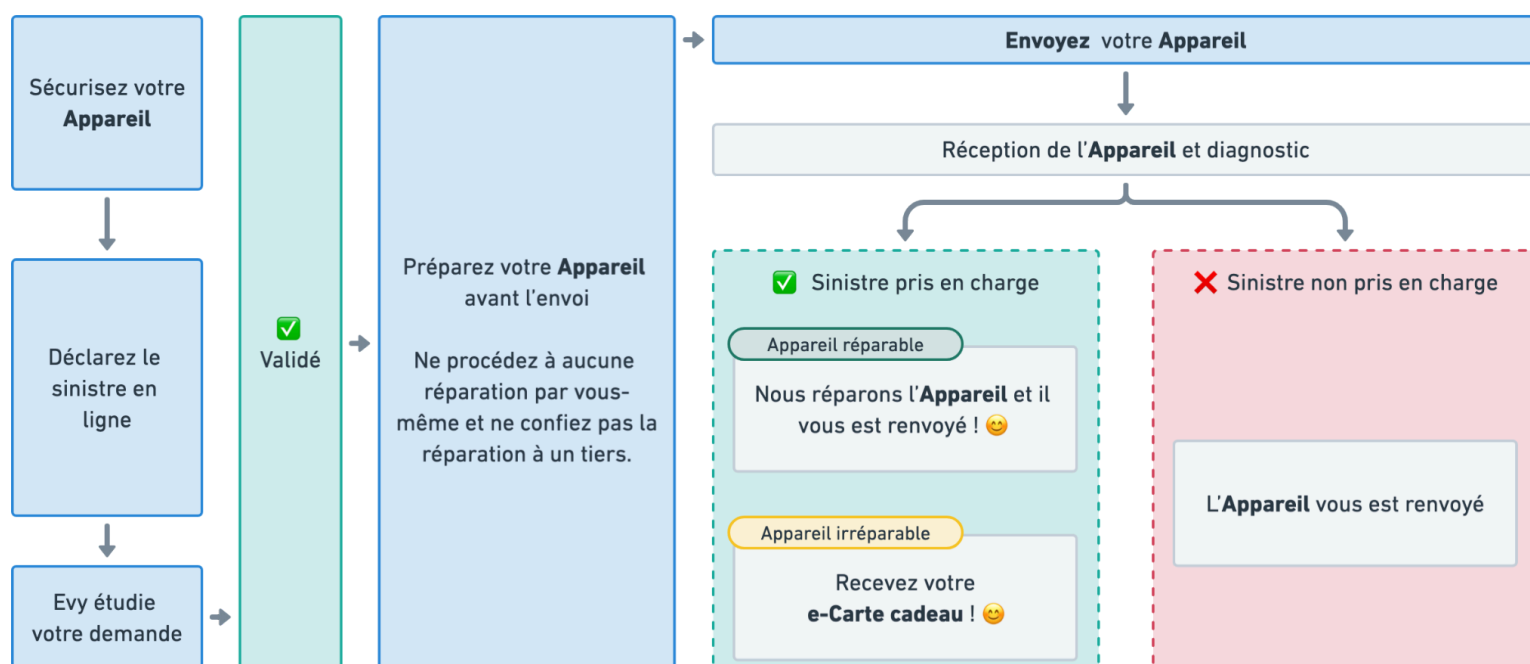 Sécurisez votre
Appareil
Déclarez le
sinistre en
ligne
Evy étudie
votre demande
Validé
Préparez votre Appareil
avant l'envoi
Ne procédez à aucune
réparation par vous-
même et ne confiez pas la
réparation à un tiers.
Envoyez votre Appareil
Réception de l'Appareil et diagnostic
Sinistre pris en charge
Appareil réparable
Nous réparons l'Appareil et il
vous est renvoyé ! 😊
Appareil irréparable
Recevez votre
e-Carte cadeau ! 😊
Sinistre non pris en charge
L'Appareil vous est renvoyé